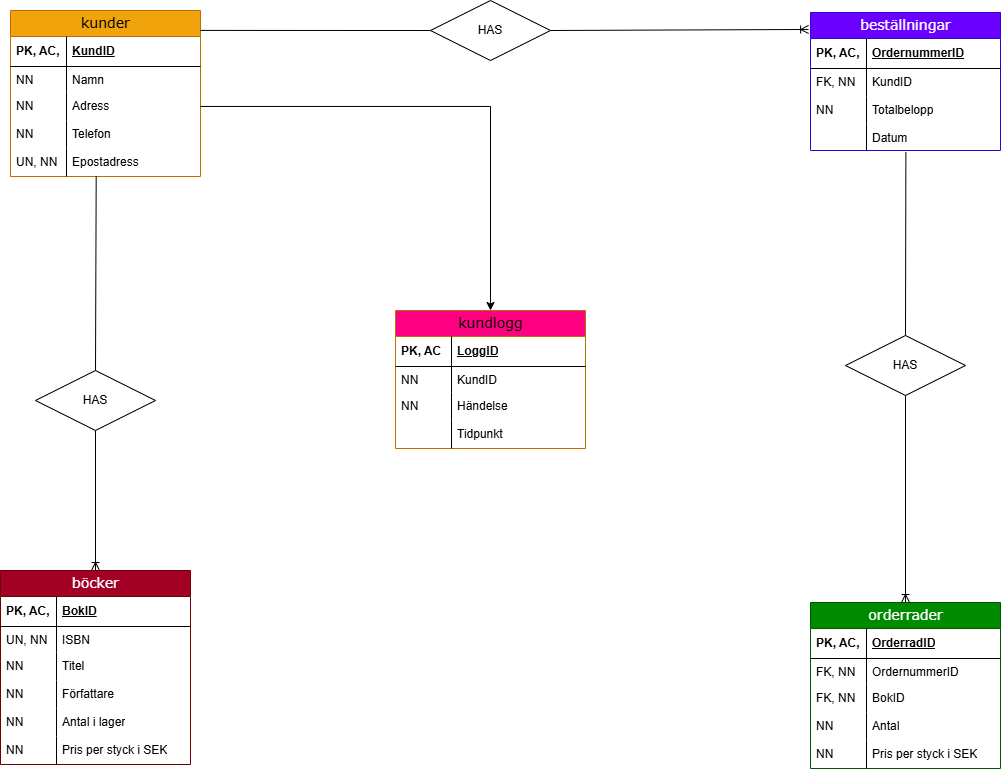 kunder
PK, AC, KundID
NN Namn
NN Adress
NN Telefon
UN, NN Epostadress
HAS
beställningar
PK, AC, OrdernummerID
FK, NN KundID
NN Totalbelopp
Datum
kundlogg
PK, AC LoggID
NN KundID
NN Händelse
Tidpunkt
HAS
HAS
böcker
PK, AC, BokID
UN, NN ISBN
NN Titel
NN Författare
NN Antal i lager
NN Pris per styck i SEK
orderrader
PK, AC, OrderradID
FK, NN OrdernummerID
FK, NN BokID
NN Antal
NN Pris per styck i SEK